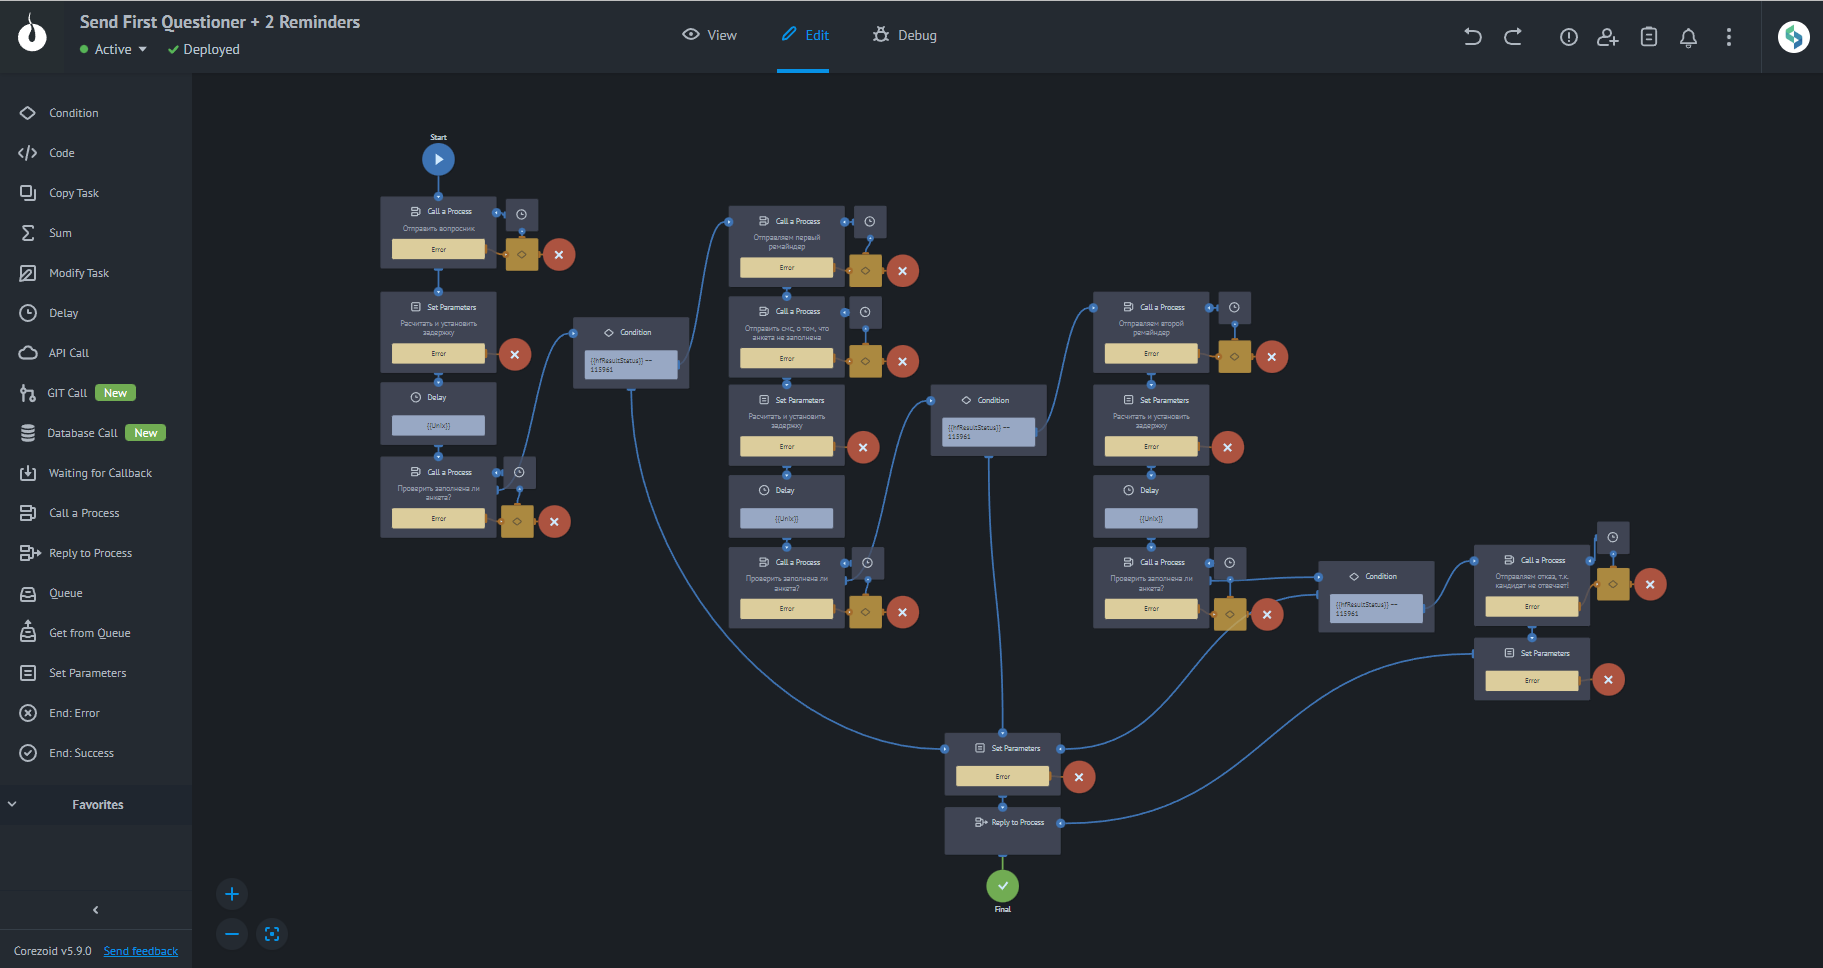 Send First Questioner + 2 Reminders
Active
Deployed
View
Edit
Debug
Condition
Code
Copy Task
Sum
Modify Task
Delay
API Call
GIT Call
New
Database Call
New
Waiting for Callback
Call a Process
Reply to Process
Queue
Get from Queue
Set Parameters
End: Error
End: Success
Favorites
Corezoid v5.9.0
Send feedback
Start
Call a Process
Отправить вопросник
Error
Set Parameters
Расчитать и установить
задержку
Error
Delay
{{Unix}}
Call a Process
Проверить заполнена ли
анкета?
Error
Condition
{{hfResultStatus}} ==
115961
Call a Process
Отправляем первый
ремайндер
Error
Call a Process
Отправить смс, о том, что
анкета не заполнена
Error
Set Parameters
Расчитать и установить
задержку
Error
Delay
{{Unix}}
Call a Process
Проверить заполнена ли
анкета?
Error
Condition
{{hfResultStatus}} ==
115961
Call a Process
Отправляем второй
ремайндер
Error
Set Parameters
Расчитать и установить
задержку
Error
Delay
{{Unix}}
Call a Process
Проверить заполнена ли
анкета?
Error
Condition
{{hfResultStatus}} ==
115961
Call a Process
Отправляем отказ, т.к.
кандидат не отвечает!
Error
Set Parameters
Error
Set Parameters
Error
Reply to Process
Final